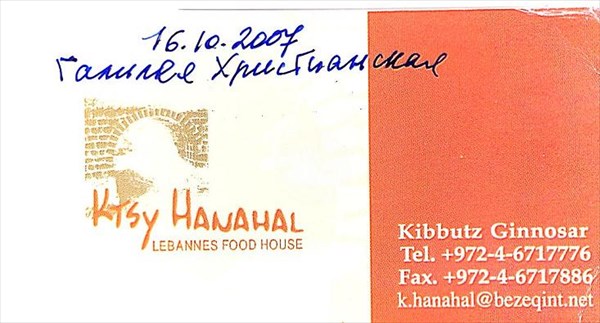 16.10.2007
Галилея Христианская
KTSY HANAHAL
LEBANNES FOOD HOUSE
Kibbutz Ginnosar
Tel. +972-4-6717776
Fax. +972-4-6717886
k.hanahal@bezeqint.net